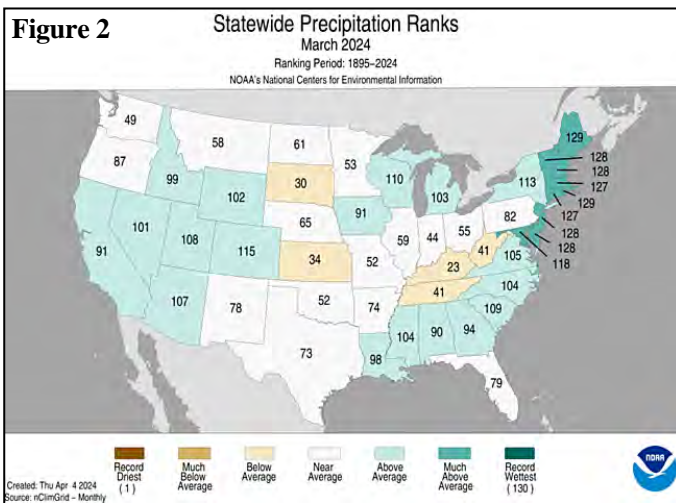 Figure 2
Statewide Precipitation Ranks
March 2024
Ranking Period: 1895–2024
NOAA's National Centers for Environmental Information
49
58
61
53
129
87
99
102
30
110
103
113
128
128
127
129
127
128
128
118
91
101
108
115
65
91
59
44
55
82
41
105
34
52
23
107
78
52
74
41
104
109
73
98
104
90
94
79
Record
Driest
(1)
Much
Below
Average
Below
Average
Near
Average
Above
Average
Much
Above
Average
Record
Wettest
(130)
Created: Thu Apr 4 2024
Source: nClimGrid – Monthly
NOAA